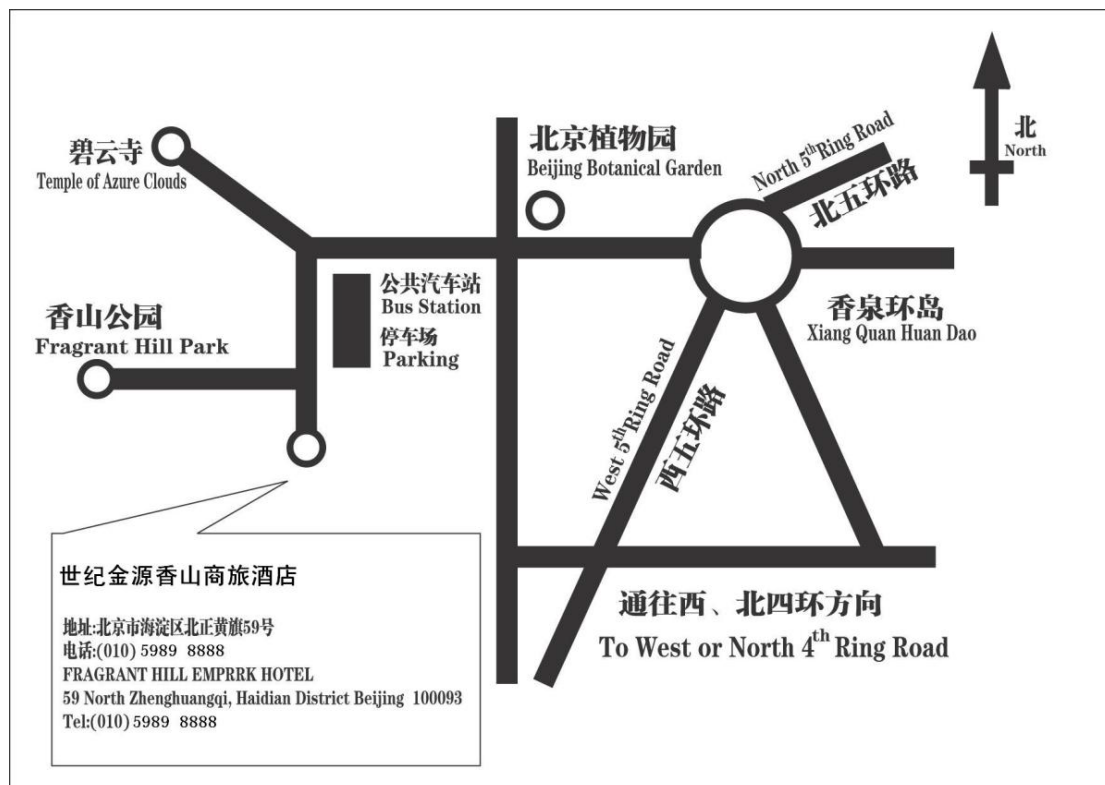 碧云寺
Temple of Azure Clouds
北京植物园
Beijing Botanical Garden
North 5th Ring Road
北五环路
北
North
公共汽车站
Bus Station
停车场
Parking
香山公园
Fragrant Hill Park
香泉环岛
Xiang Quan Huan Dao
West 5th Ring Road
西五环路
通往西、北四环方向
To West or North 4th Ring Road
世纪金源香山商旅酒店
地址:北京市海淀区北正黄旗59号
电话:(010) 5989 8888
FRAGRANT HILL EMPRRK HOTEL
59 North Zhenghuangqi, Haidian District Beijing 100093
Tel:(010) 5989 8888